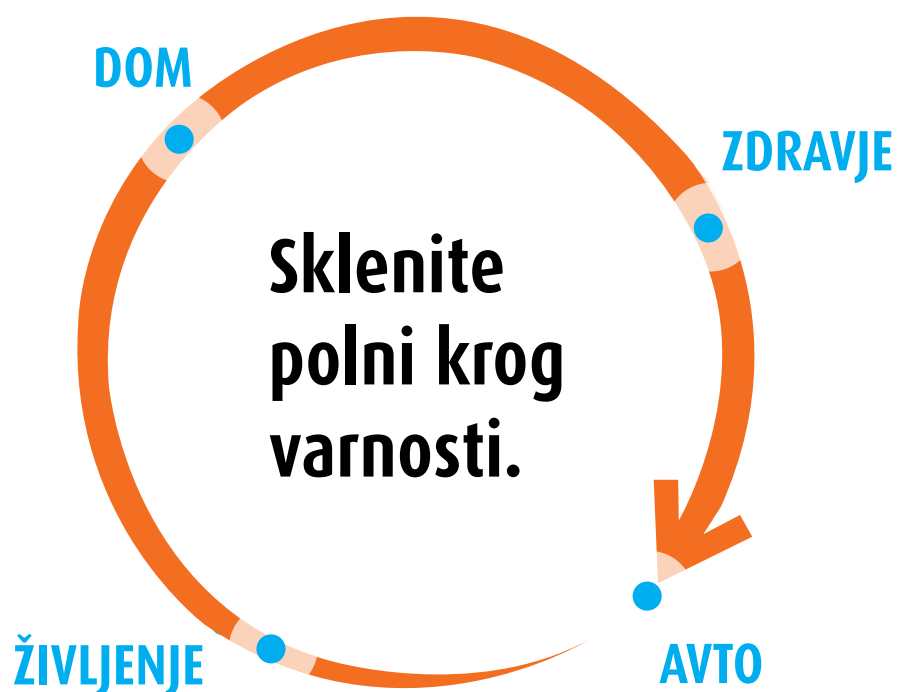 DOM
ZDRAVJE
Sklenite
polni krog
varnosti.
ŽIVLJENJE
AVTO